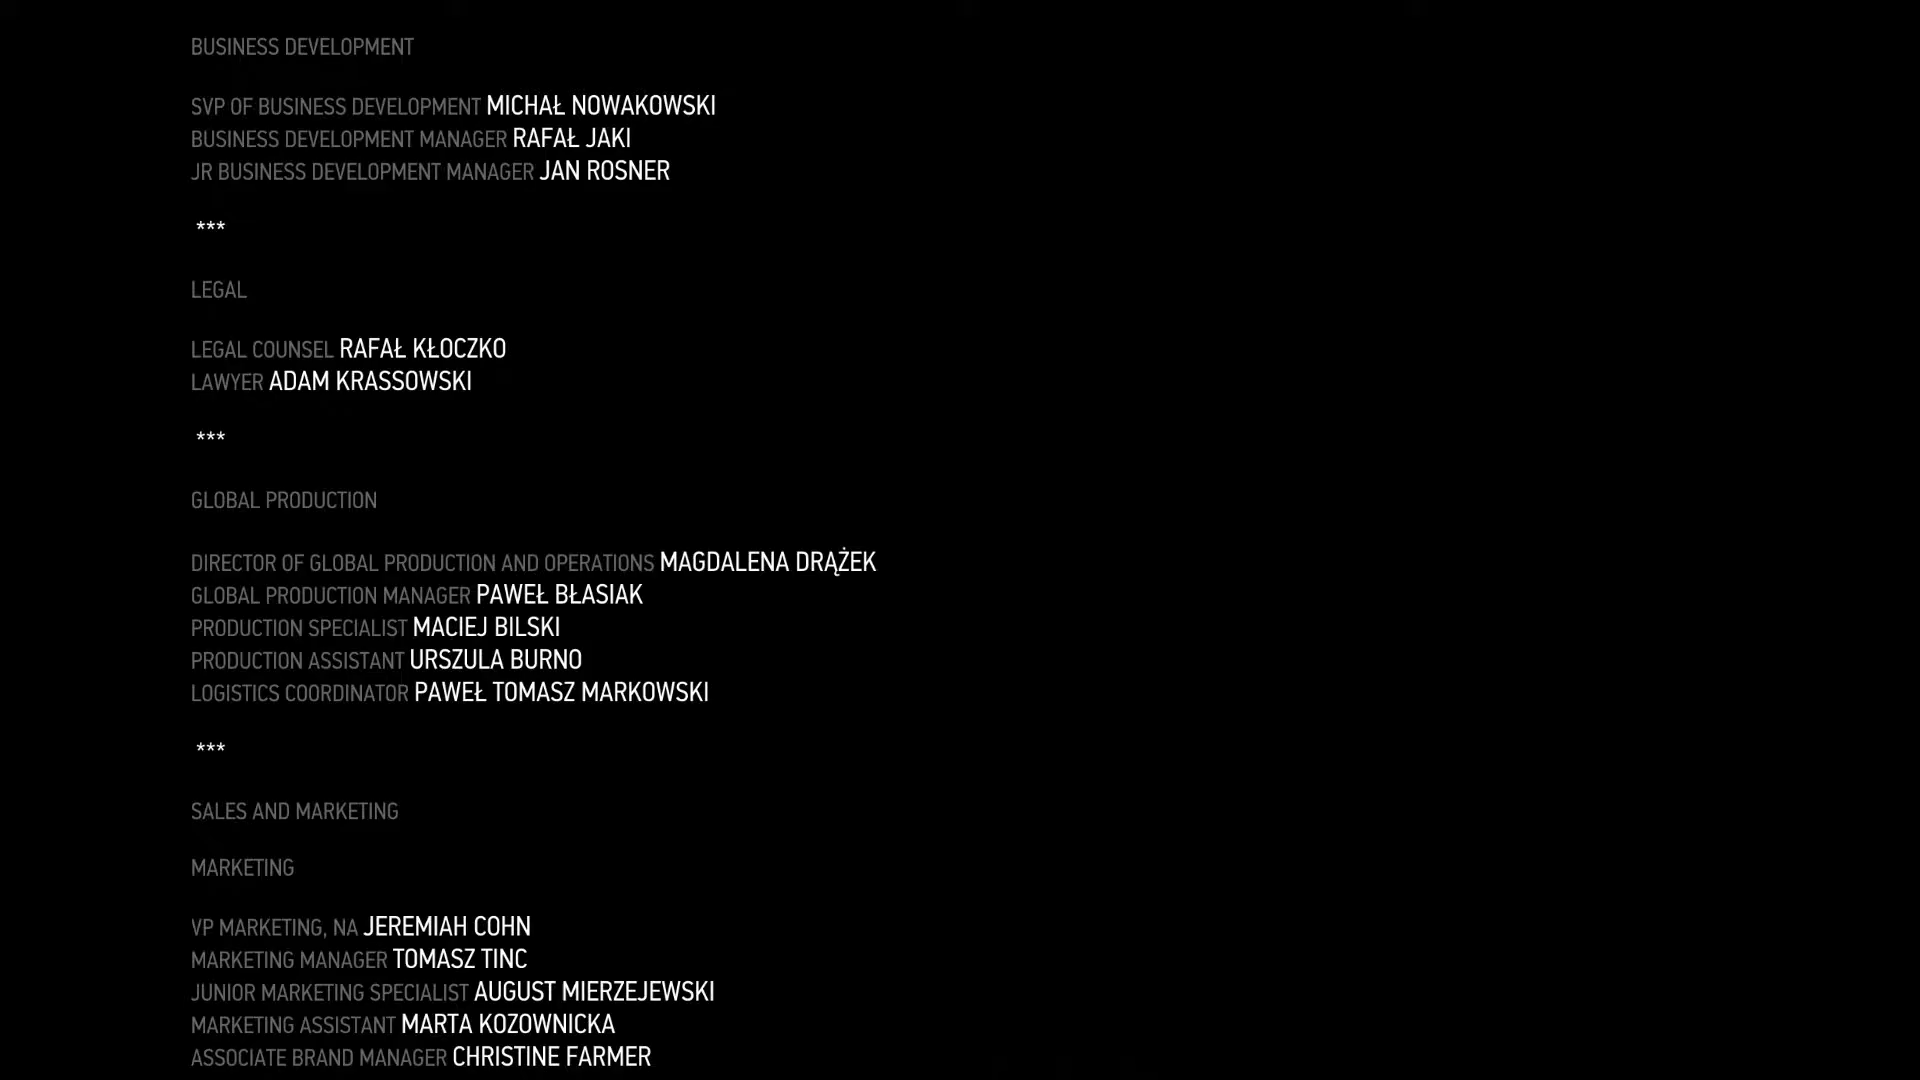 BUSINESS DEVELOPMENT
SVP OF BUSINESS DEVELOPMENT MICHAŁ NOWAKOWSKI
BUSINESS DEVELOPMENT MANAGER RAFAŁ JAKI
JR BUSINESS DEVELOPMENT MANAGER JAN ROSNER
***
LEGAL
LEGAL COUNSEL RAFAŁ KŁOCZKO
LAWYER ADAM KRASSOWSKI
***
GLOBAL PRODUCTION
DIRECTOR OF GLOBAL PRODUCTION AND OPERATIONS MAGDALENA DRĄŻEK
GLOBAL PRODUCTION MANAGER PAWEŁ BŁASIAK
PRODUCTION SPECIALIST MACIEJ BILSKI
PRODUCTION ASSISTANT URSZULA BURNO
LOGISTICS COORDINATOR PAWEŁ TOMASZ MARKOWSKI
***
SALES AND MARKETING
MARKETING
VP MARKETING, NA JEREMIAH COHN
MARKETING MANAGER TOMASZ TINC
JUNIOR MARKETING SPECIALIST AUGUST MIERZEJEWSKI
MARKETING ASSISTANT MARTA KOZOWNICKA
ASSOCIATE BRAND MANAGER CHRISTINE FARMER